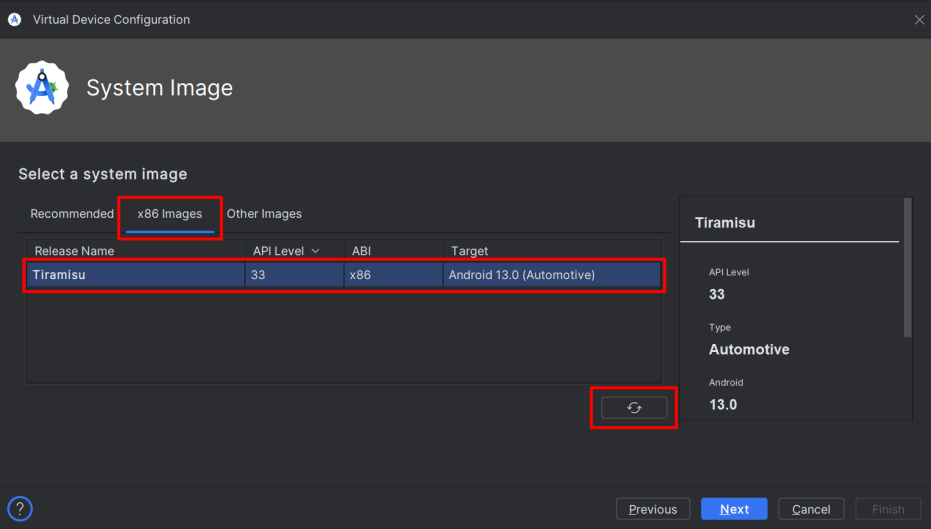 Virtual Device Configuration
System Image
Select a system image
Recommended x86 Images Other Images
Release Name API Level ABI Target
Tiramisu 33 x86 Android 13.0 (Automotive)
Tiramisu
API Level
33
Type
Automotive
Android
13.0
? Previous Next Cancel Finish